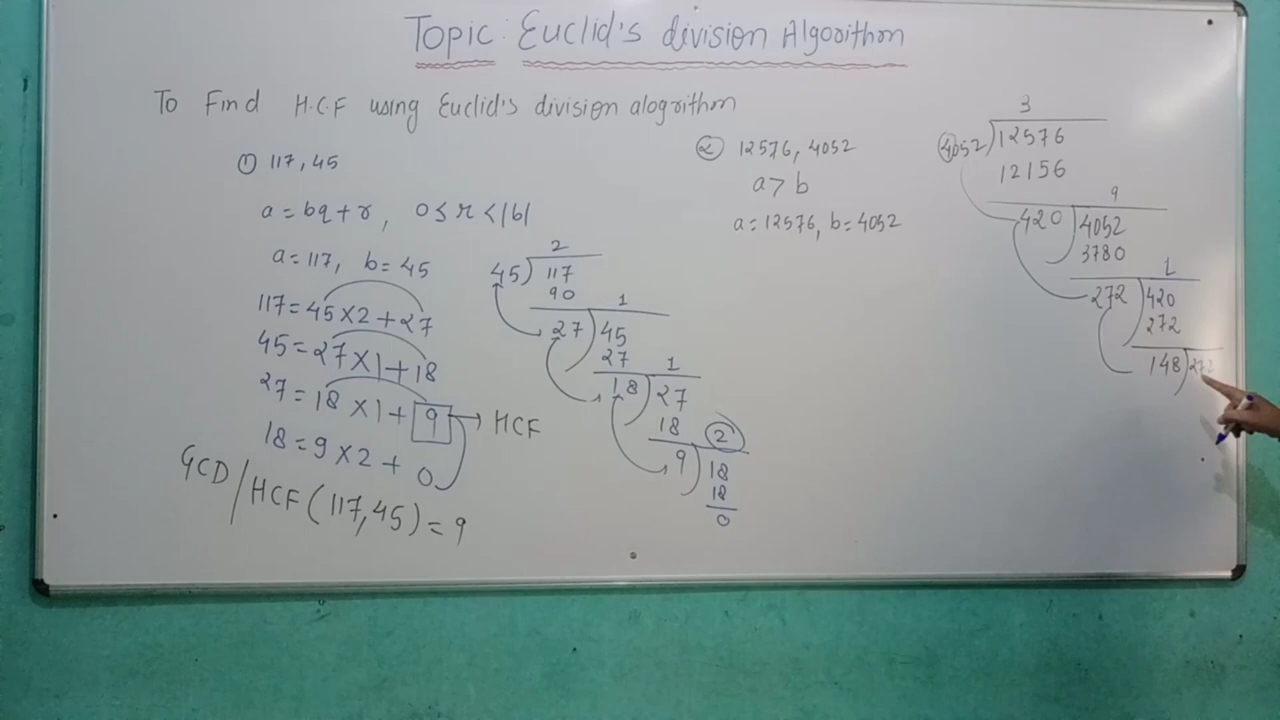 Topic: Euclid's division Algorithm
To Find H.C.F using Euclid's division alogrithm
① 117, 45
a = bq + r, 0 ≤ r < |b|
a = 117, b = 45
117 = 45 × 2 + 27
45 = 27 × 1 + 18
27 = 18 × 1 + 9 → HCF
18 = 9 × 2 + 0
GCD / HCF (117, 45) = 9
2
45) 117
90 1
27) 45
27 1
18) 27
18 2
9) 18
18
0
② 12576, 4052
a > b
a = 12576, b = 4052
3
4052) 12576
12156
9
420) 4052
3780
1
272) 420
272
148) 272